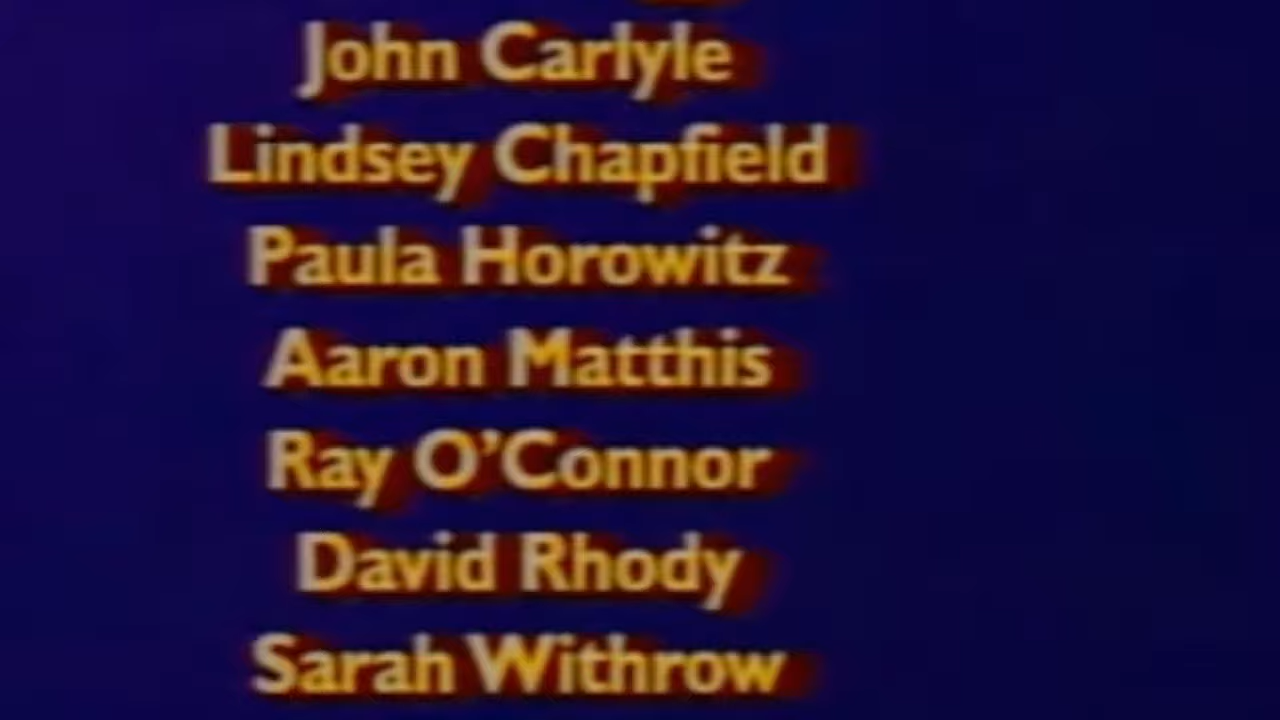 John Carlyle
Lindsey Chapfield
Paula Horowitz
Aaron Matthis
Ray O’Connor
David Rhody
Sarah Withrow